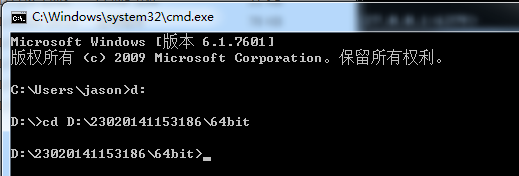 C:\Windows\system32\cmd.exe
Microsoft Windows [版本 6.1.7601]
版权所有 (c) 2009 Microsoft Corporation。保留所有权利。
C:\Users\jason>d:
D:\>cd D:\23020141153186\64bit
D:\23020141153186\64bit>_